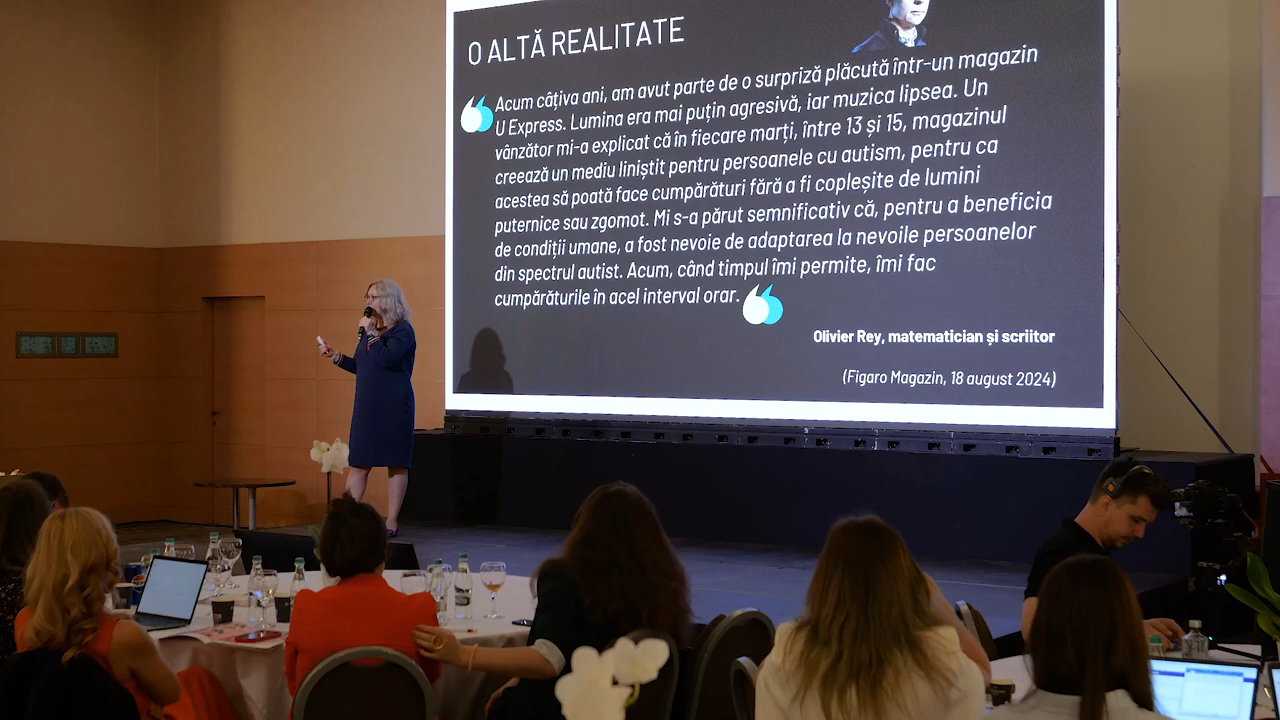 O ALTĂ REALITATE
Acum câțiva ani, am avut parte de o surpriză plăcută într-un magazin
U Express. Lumina era mai puțin agresivă, iar muzica lipsea. Un
vânzător mi-a explicat că în fiecare marți, între 13 și 15, magazinul
creează un mediu liniștit pentru persoanele cu autism, pentru ca
acestea să poată face cumpărături fără a fi copleșite de lumini
puternice sau zgomot. Mi s-a părut semnificativ că, pentru a beneficia
de condiții umane, a fost nevoie de adaptarea la nevoile persoanelor
din spectrul autist. Acum, când timpul îmi permite, îmi fac
cumpărăturile în acel interval orar.
Olivier Rey, matematician și scriitor
(Figaro Magazin, 18 august 2024)